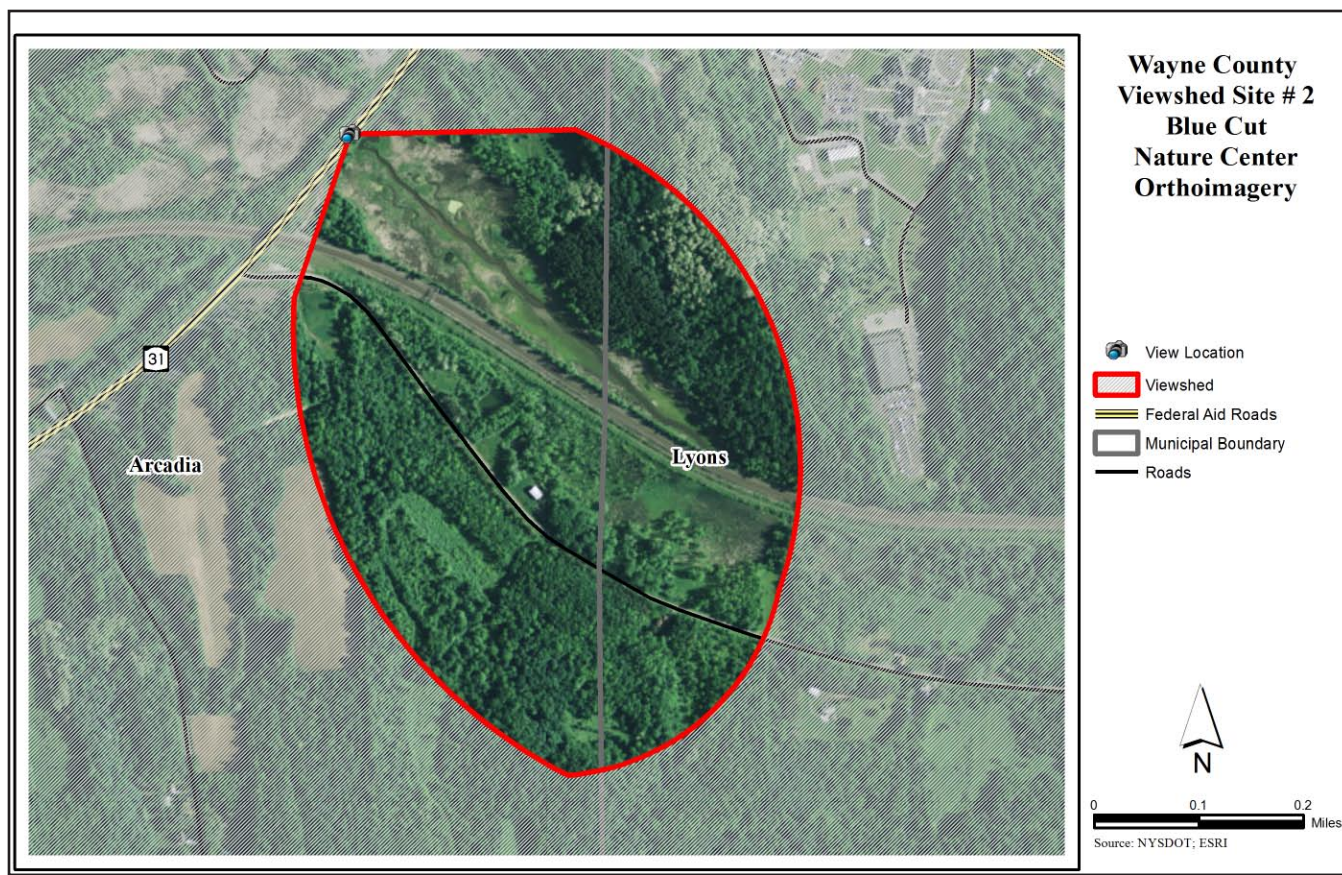 Wayne County
Viewshed Site # 2
Blue Cut
Nature Center
Orthoimagery
31
Arcadia
Lyons
View Location
Viewshed
Federal Aid Roads
Municipal Boundary
Roads
N
0 0.1 0.2
Miles
Source: NYSDOT; ESRI